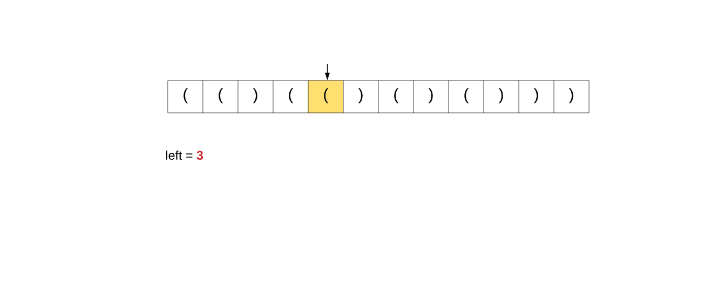 ( ( ) ( ( ) ( ) ( ) ) )
left = 3